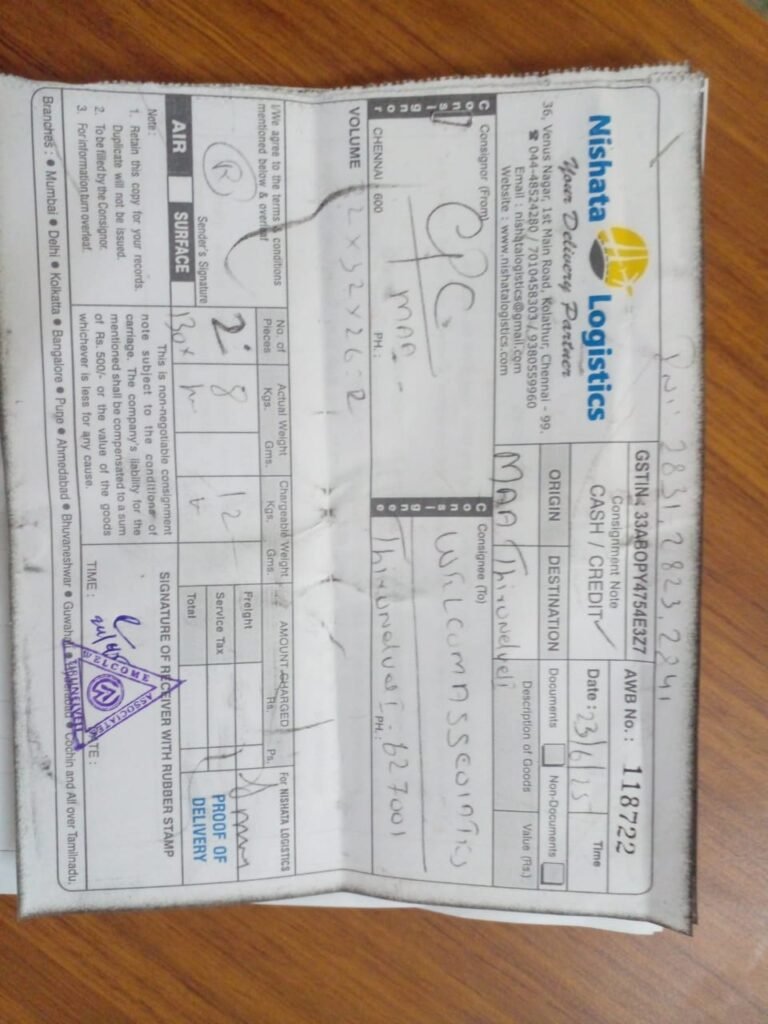 Inv: 2831, 2823, 2841
Nishata Logistics
Your Delivery Partner
36, Venus Nagar, 1st Main Road, Kolathur, Chennai - 99.
☎ 044-48524280, 7010458303 / 9380559960
Email : nishatalogistics@gmail.com
Website : www.nishatalogistics.com
GSTIN: 33ABOPY4754E3Z7
Consignment Note
CASH / CREDIT ✓
AWB No.: 118722
Date : 23/6/25
Time
ORIGIN
DESTINATION
MAA
Thirunelveli
Documents
Non-Documents
Description of Goods
Value (Rs.)
Consignor
Consignor (From)
CPC
MAA
CHENNAI - 600
PH.:
Consignee
Consignee (To)
Thirunelveli - 627001
PH.:
VOLUME
2 x 32 x 26 =
I/We agree to the terms & conditions
mentioned below & overleaf
Sender's Signature
AIR
SURFACE
No. of
Pieces
Actual Weight
Kgs.
Gms.
Chargeable Weight
Kgs.
Gms.
2
8
12
AMOUNT CHARGED
Rs.
Ps.
Freight
Service Tax
Total
For NISHATA LOGISTICS
PROOF OF
DELIVERY
Note :
1. Retain this copy for your records.
Duplicate will not be issued.
2. To be filled by the Consignor.
3. For information turn overleaf.
This is non-negotiable consignment
note subject to the conditions of
carriage. The company's liability for the
mentioned shall be compensated to a sum
of Rs. 500/- or the value of the goods
whichever is less for any cause.
SIGNATURE OF RECEIVER WITH RUBBER STAMP
TIME :
DATE :
WELCOME
ASSOCIATES
Branches : ● Mumbai ● Delhi ● Kolkatta ● Bangalore ● Pune ● Ahmedabad ● Bhuvaneshwar ● Guwahati ● Cochin and All over Tamilnadu.